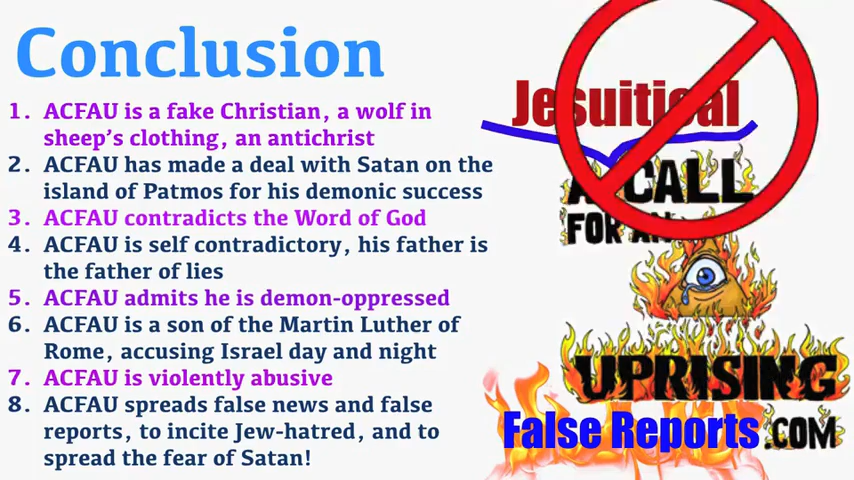 Conclusion
1. ACFAU is a fake Christian, a wolf in
sheep's clothing, an antichrist
2. ACFAU has made a deal with Satan on the
island of Patmos for his demonic success
3. ACFAU contradicts the Word of God
4. ACFAU is self contradictory, his father is
the father of lies
5. ACFAU admits he is demon-oppressed
6. ACFAU is a son of the Martin Luther of
Rome, accusing Israel day and night
7. ACFAU is violently abusive
8. ACFAU spreads false news and false
reports, to incite Jew-hatred, and to
spread the fear of Satan!
Jesuitical
A CALL
FOR AN
UPRISING
False Reports.COM